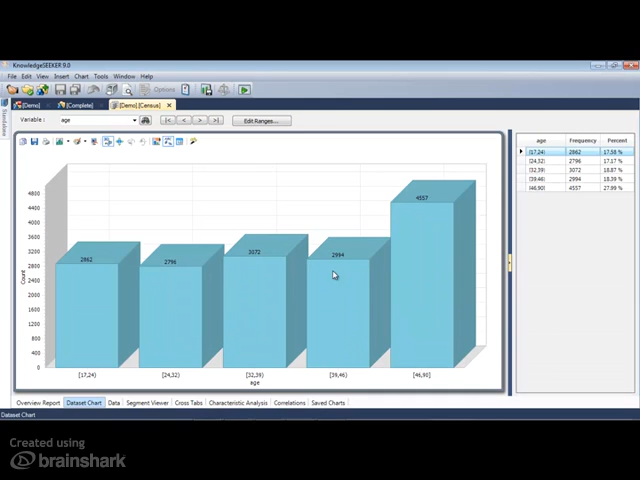 KnowledgeSEEKER 9.0
File Edit View Insert Chart Tools Window Help
Options
[Demo] [Complete] [Demo].[Census]
Standalone
Variable : age Edit Ranges...
age Frequency Percent
[17,24) 2862 17.58 %
[24,32) 2796 17.17 %
[32,39) 3072 18.87 %
[39,46) 2994 18.39 %
[46,90] 4557 27.99 %
4800
4400
4000
3600
3200
2800
2400
2000
1600
1200
800
400
0
Count
2862 2796 3072 2994 4557
[17,24) [24,32) [32,39) [39,46) [46,90]
age
Overview Report Dataset Chart Data Segment Viewer Cross Tabs Characteristic Analysis Correlations Saved Charts
Dataset Chart
Created using
brainshark